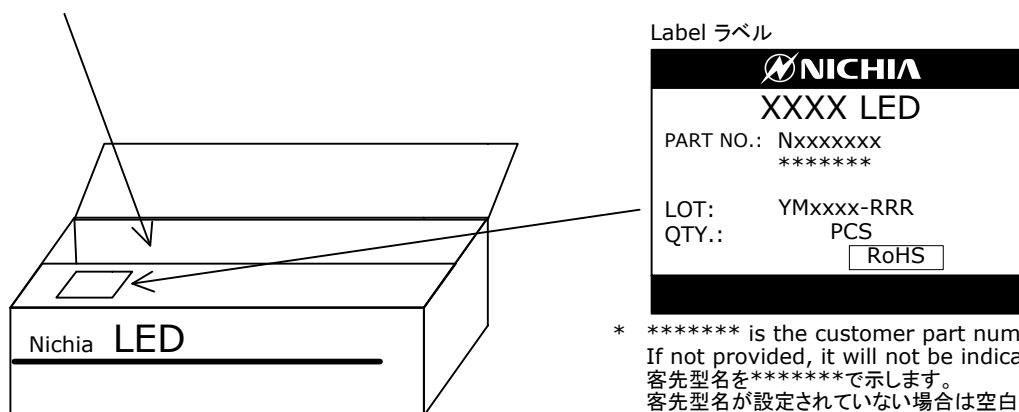 Label ラベル
NICHIA
XXXX LED
PART NO.: Nxxxxxxx
*******
LOT: YMxxxx-RRR
QTY.: PCS
RoHS
* ******* is the customer part num
If not provided, it will not be indica
客先型名を*******で示します。
客先型名が設定されていない場合は空白
Nichia LED